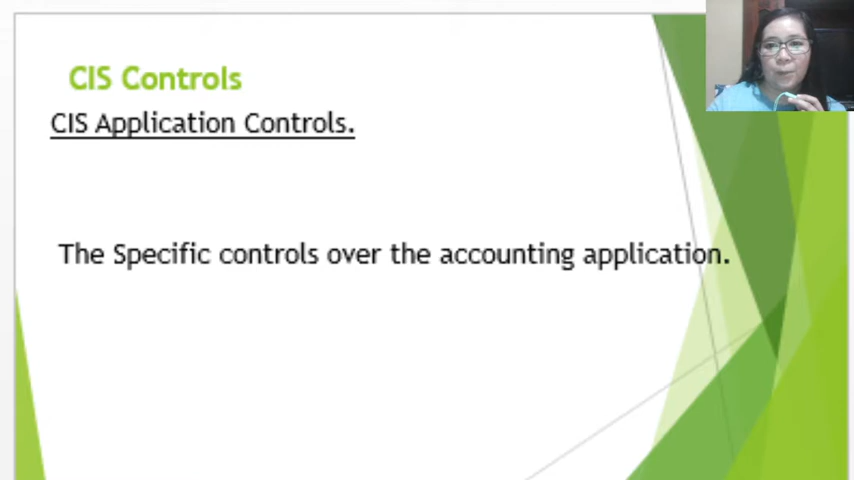 CIS Controls
CIS Application Controls.
The Specific controls over the accounting application.